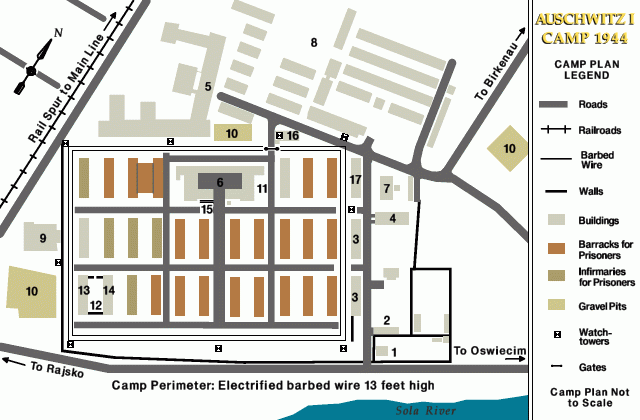 AUSCHWITZ I
CAMP 1944
CAMP PLAN
LEGEND
Roads
Railroads
Barbed
Wire
Walls
Buildings
Barracks for
Prisoners
Infirmaries
for Prisoners
Gravel Pits
Watch-
towers
Gates
Camp Plan Not
to Scale
N
Rail Spur to Main Line
To Birkenau
8
5
10
16
10
6
11
17
7
15
4
9
3
13
14
12
3
10
2
1
To Oswiecim
To Rajsko
Camp Perimeter: Electrified barbed wire 13 feet high
Sola River